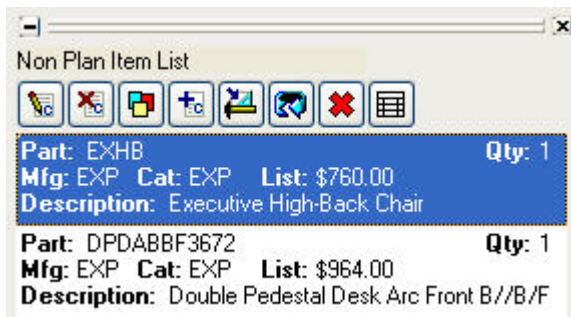 Non Plan Item List
Part: EXHB Qty: 1
Mfg: EXP Cat: EXP List: $760.00
Description: Executive High-Back Chair
Part: DPDABBF3672 Qty: 1
Mfg: EXP Cat: EXP List: $964.00
Description: Double Pedestal Desk Arc Front B//B/F